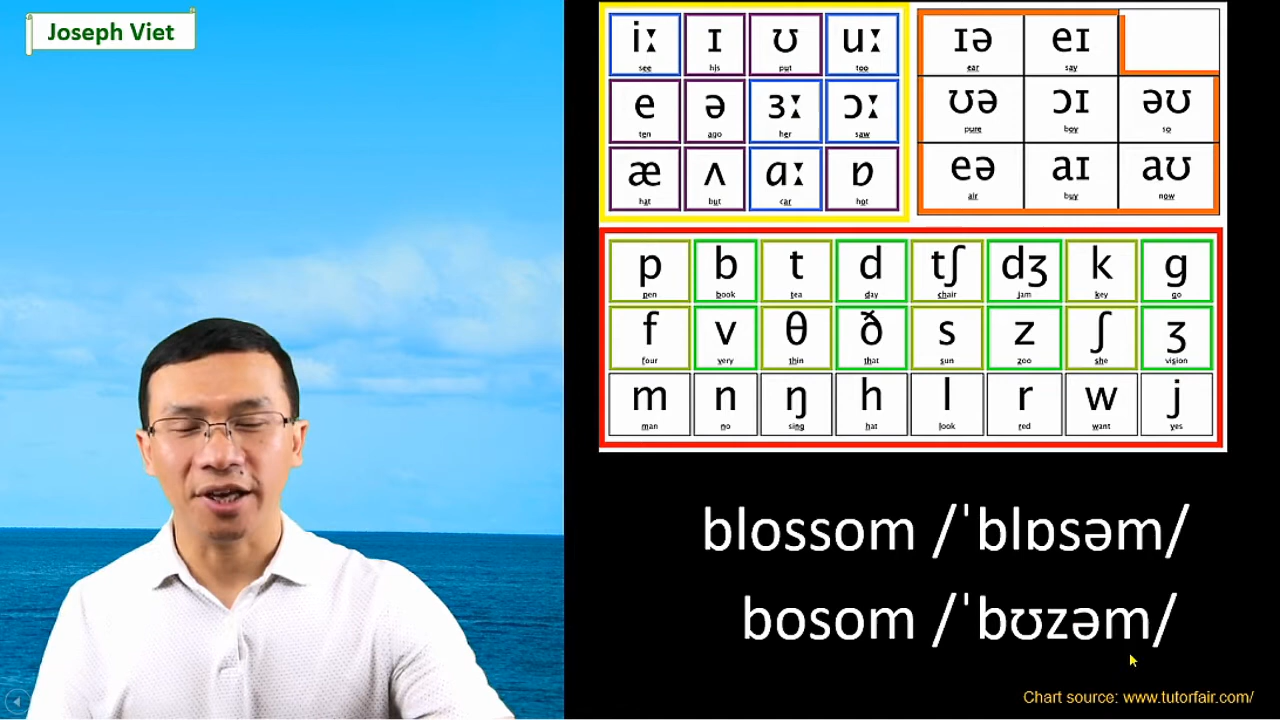 Joseph Viet
iː ɪ ʊ uː
see his put too
e ə ɜː ɔː
ten ago her saw
æ ʌ ɑː ɒ
hat but car hot
ɪə eɪ
ear say
ʊə ɔɪ əʊ
pure boy so
eə aɪ aʊ
air buy now
p b t d tʃ dʒ k g
pen book tea day chair jam key go
f v θ ð s z ʃ ʒ
four very thin that sun zoo she vision
m n ŋ h l r w j
man no sing hat look red want yes
blossom /ˈblɒsəm/
bosom /ˈbʊzəm/
Chart source: www.tutorfair.com/